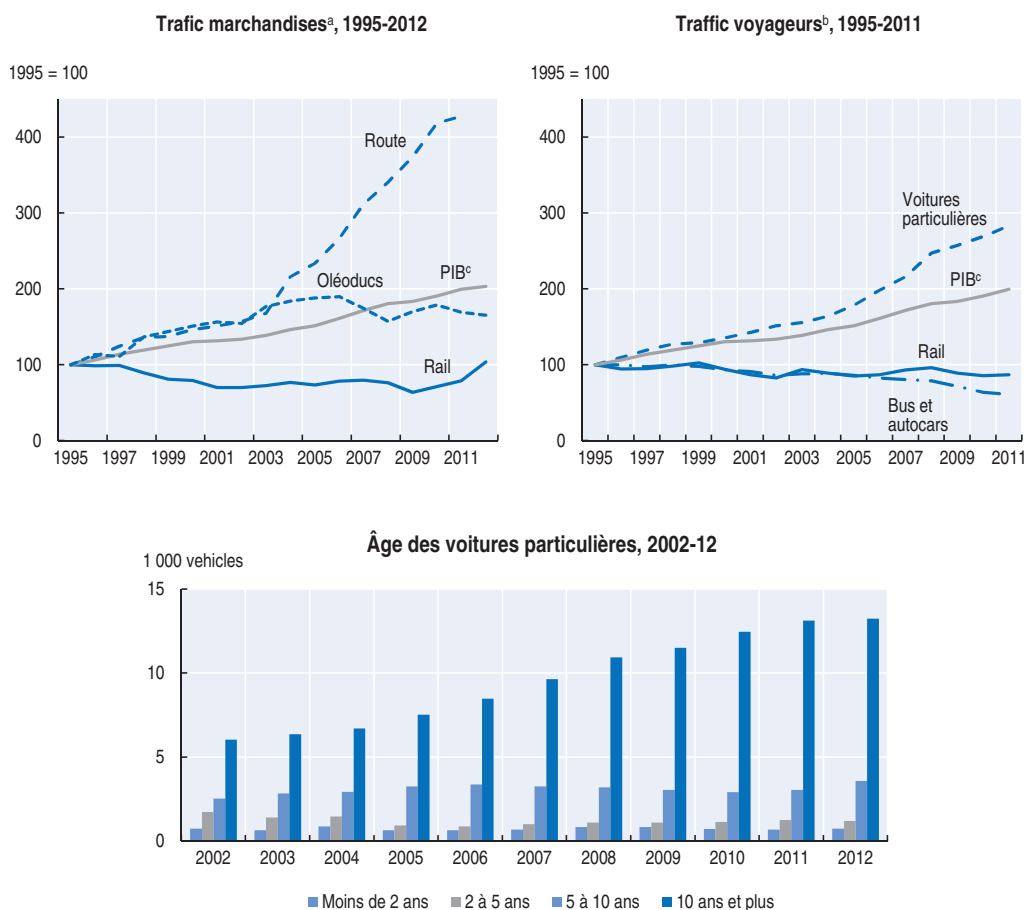 Trafic marchandisesᵃ, 1995-2012
1995 = 100
400
300
200
100
0
Route
Oléoducs
PIBᶜ
Rail
1995 1997 1999 2001 2003 2005 2007 2009 2011
Traffic voyageursᵇ, 1995-2011
1995 = 100
400
300
200
100
0
Voitures
particulières
PIBᶜ
Rail
Bus et
autocars
1995 1997 1999 2001 2003 2005 2007 2009 2011
Âge des voitures particulières, 2002-12
1 000 vehicles
15
10
5
0
2002 2003 2004 2005 2006 2007 2008 2009 2010 2011 2012
Moins de 2 ans 2 à 5 ans 5 à 10 ans 10 ans et plus